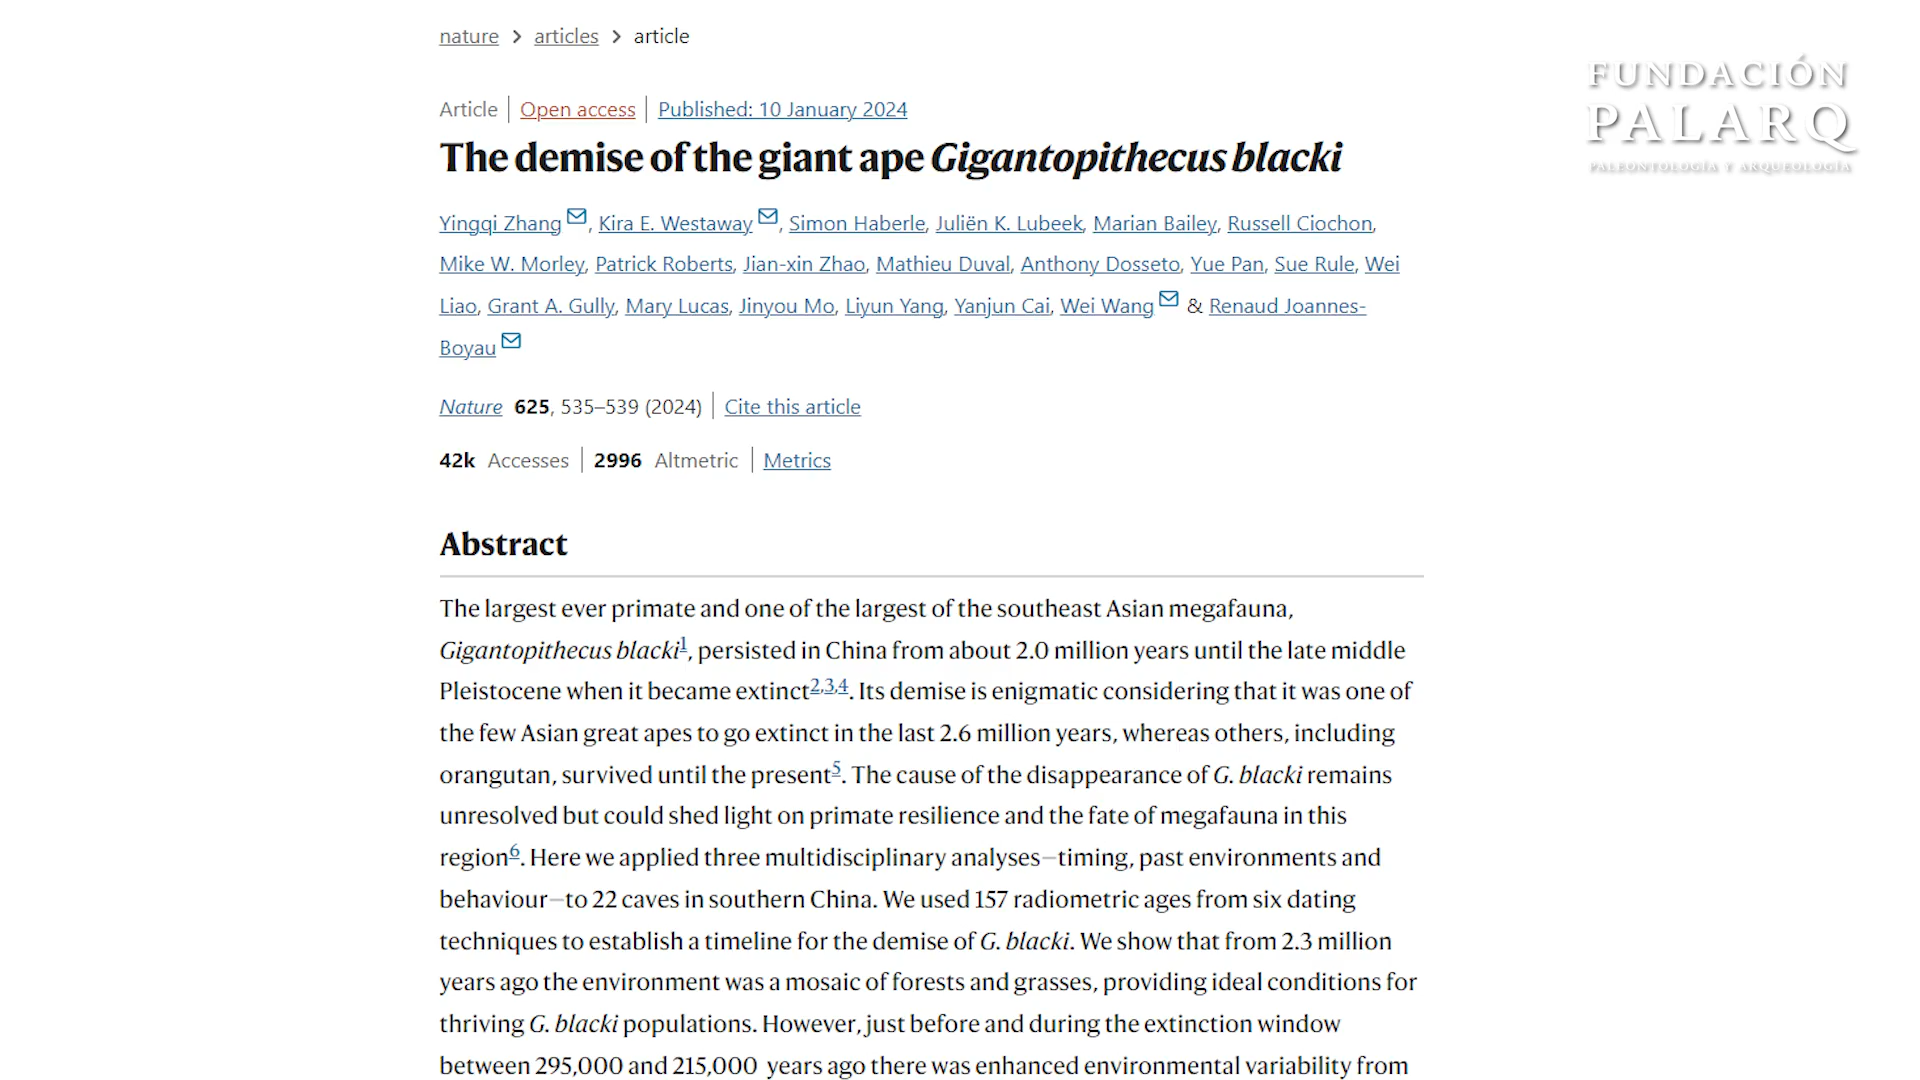 nature > articles > article
FUNDACIÓN
PALARQ
PALEONTOLOGÍA Y ARQUEOLOGÍA
Article | Open access | Published: 10 January 2024
The demise of the giant ape Gigantopithecus blacki
Yingqi Zhang, Kira E. Westaway, Simon Haberle, Juliën K. Lubeek, Marian Bailey, Russell Ciochon,
Mike W. Morley, Patrick Roberts, Jian-xin Zhao, Mathieu Duval, Anthony Dosseto, Yue Pan, Sue Rule, Wei
Liao, Grant A. Gully, Mary Lucas, Jinyou Mo, Liyun Yang, Yanjun Cai, Wei Wang & Renaud Joannes-
Boyau
Nature 625, 535–539 (2024) | Cite this article
42k Accesses | 2996 Altmetric | Metrics
Abstract
The largest ever primate and one of the largest of the southeast Asian megafauna,
Gigantopithecus blacki1, persisted in China from about 2.0 million years until the late middle
Pleistocene when it became extinct2,3,4. Its demise is enigmatic considering that it was one of
the few Asian great apes to go extinct in the last 2.6 million years, whereas others, including
orangutan, survived until the present5. The cause of the disappearance of G. blacki remains
unresolved but could shed light on primate resilience and the fate of megafauna in this
region6. Here we applied three multidisciplinary analyses—timing, past environments and
behaviour—to 22 caves in southern China. We used 157 radiometric ages from six dating
techniques to establish a timeline for the demise of G. blacki. We show that from 2.3 million
years ago the environment was a mosaic of forests and grasses, providing ideal conditions for
thriving G. blacki populations. However, just before and during the extinction window
between 295,000 and 215,000 years ago there was enhanced environmental variability from